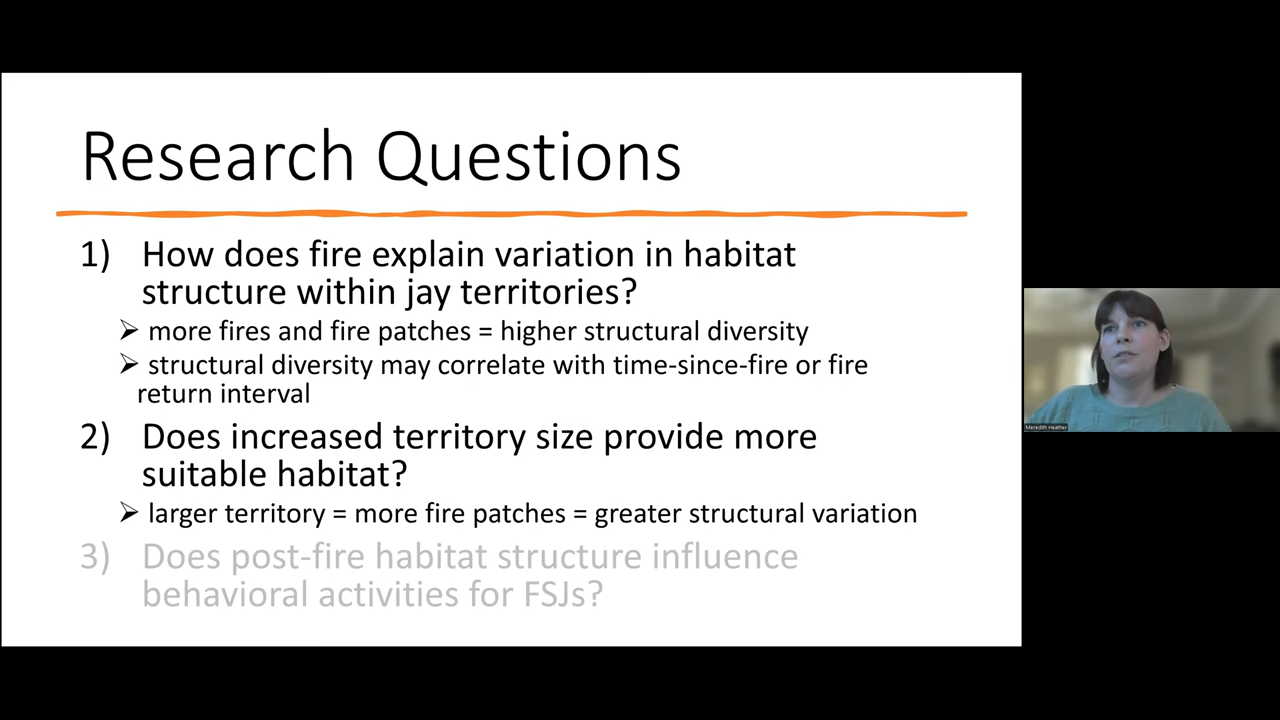 Research Questions
1) How does fire explain variation in habitat
structure within jay territories?
➢ more fires and fire patches = higher structural diversity
➢ structural diversity may correlate with time-since-fire or fire
return interval
2) Does increased territory size provide more
suitable habitat?
➢ larger territory = more fire patches = greater structural variation
3) Does post-fire habitat structure influence
behavioral activities for FSJs?
Meredith Heather